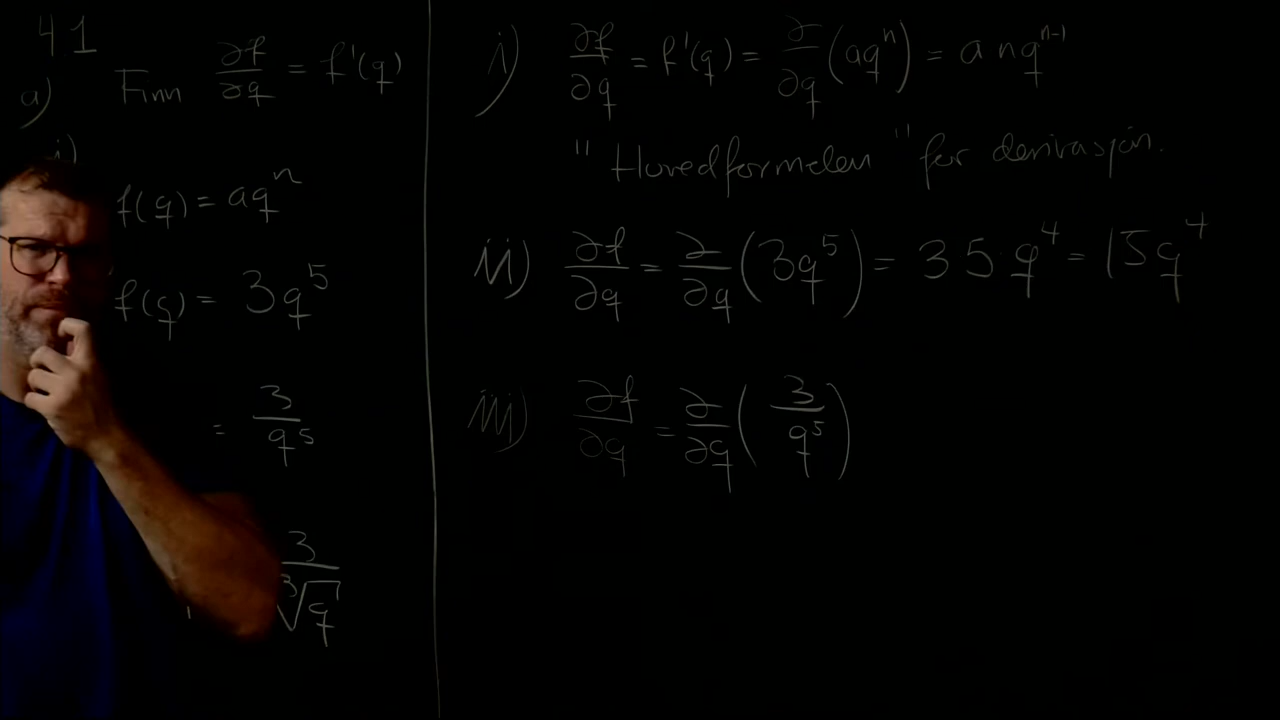 41
a) Finn ∂f/∂q = f'(q)
i)
f(q) = aq^n
f(q) = 3q^5
= 3/q^5
3/∛q
i) ∂f/∂q = f'(q) = ∂/∂q (aq^n) = a n q^{n-1}
"Hovedformelen" for derivasjon.
ii) ∂f/∂q = ∂/∂q (3q^5) = 3 5 · q^4 = 15q^4
iii) ∂f/∂q = ∂/∂q (3/q^5)